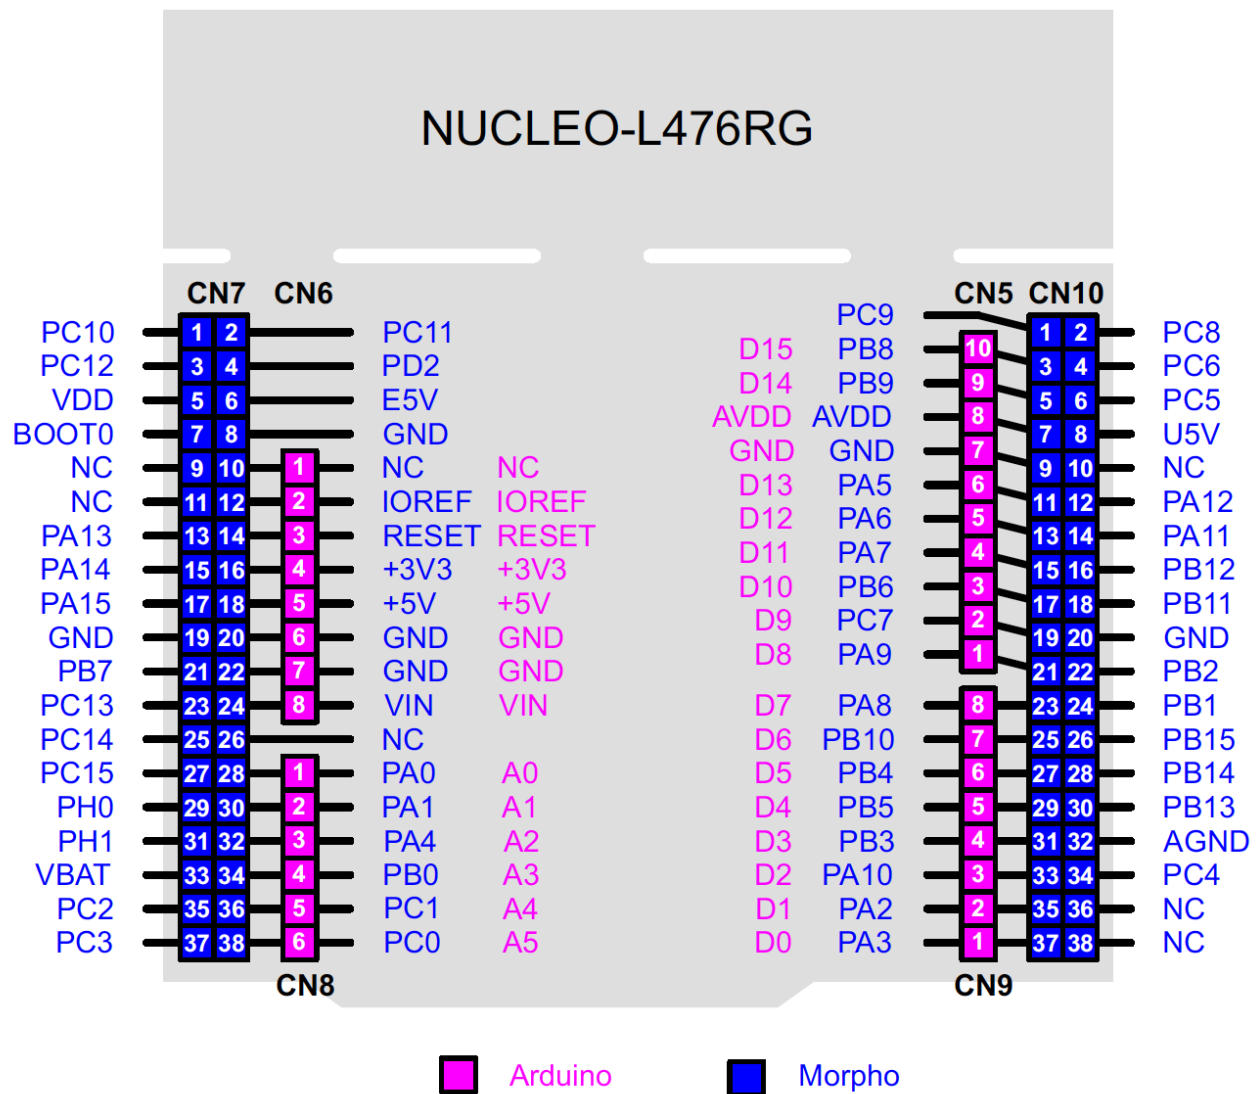 NUCLEO-L476RG
CN7 CN6 CN5 CN10
PC9
PC10 1 2 PC11 1 2 PC8
D15 PB8 10
PC12 3 4 PD2 3 4 PC6
D14 PB9 9
VDD 5 6 E5V 5 6 PC5
AVDD AVDD 8
BOOT0 7 8 GND 7 8 U5V
GND GND 7
NC 9 10 1 NC NC 9 10 NC
D13 PA5 6
NC 11 12 2 IOREF IOREF 11 12 PA12
D12 PA6 5
PA13 13 14 3 RESET RESET 13 14 PA11
D11 PA7 4
PA14 15 16 4 +3V3 +3V3 15 16 PB12
D10 PB6 3
PA15 17 18 5 +5V +5V 17 18 PB11
D9 PC7 2
GND 19 20 6 GND GND 19 20 GND
D8 PA9 1
PB7 21 22 7 GND GND 21 22 PB2
PC13 23 24 8 VIN VIN D7 PA8 8 23 24 PB1
PC14 25 26 NC D6 PB10 7 25 26 PB15
PC15 27 28 1 PA0 A0 D5 PB4 6 27 28 PB14
PH0 29 30 2 PA1 A1 D4 PB5 5 29 30 PB13
PH1 31 32 3 PA4 A2 D3 PB3 4 31 32 AGND
VBAT 33 34 4 PB0 A3 D2 PA10 3 33 34 PC4
PC2 35 36 5 PC1 A4 D1 PA2 2 35 36 NC
PC3 37 38 6 PC0 A5 D0 PA3 1 37 38 NC
CN8 CN9
Arduino Morpho